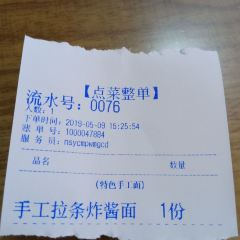 【点菜整单】
流水号：0076
人数：1
下单时间：2019-05-09 15:25:54
账单号：1000047884
服务员：nsycmpwmgcd
品名 数量
(特色手工面)
手工拉条炸酱面 1份